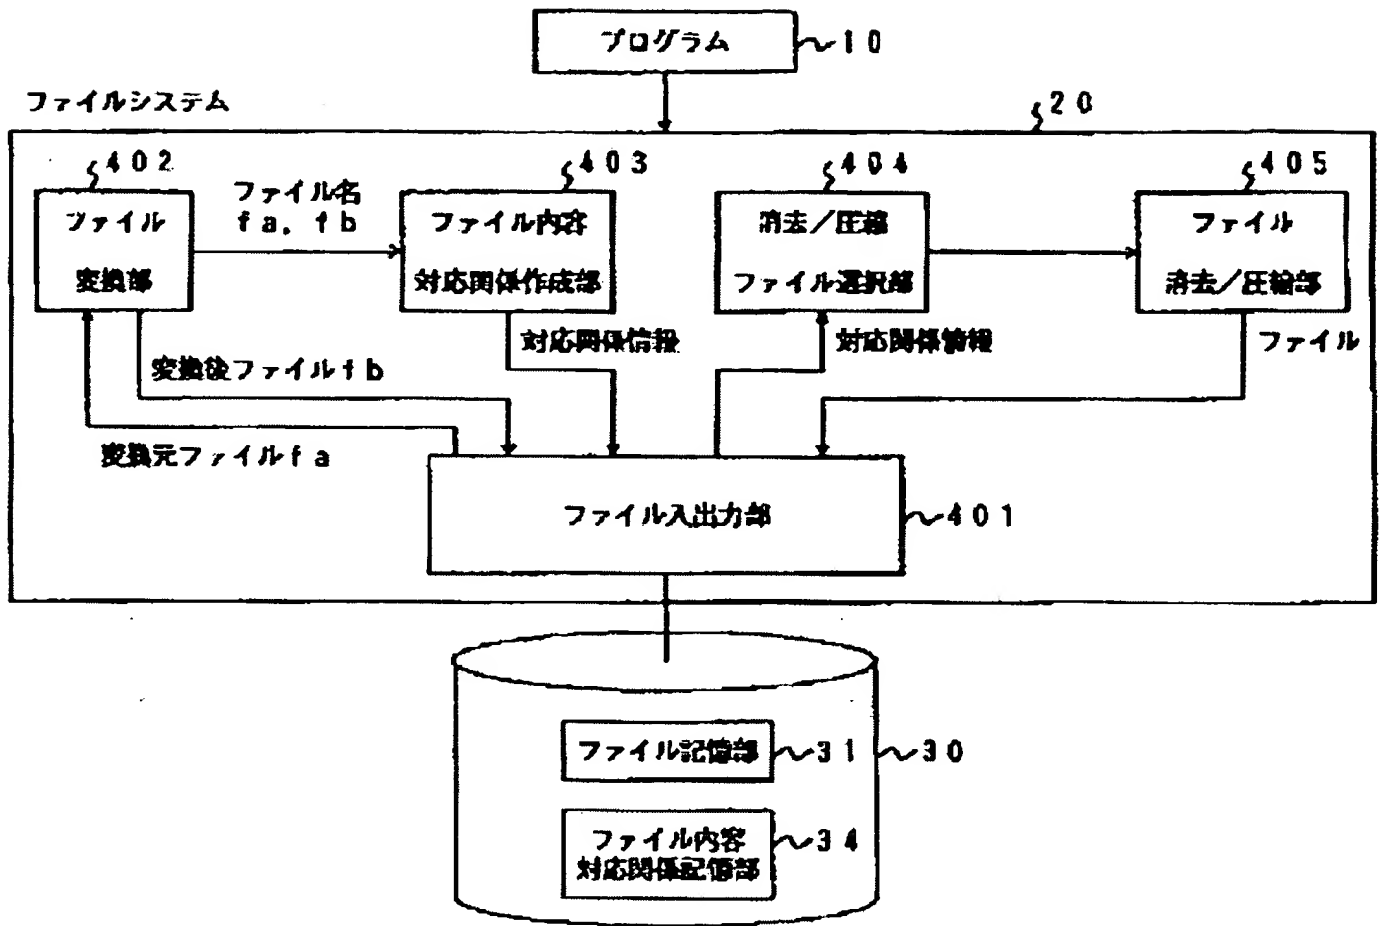 プログラム
10
ファイルシステム
20
402
403
404
405
ファイル
変換部
ファイル名
fa,fb
ファイル内容
対応関係作成部
消去/圧縮
ファイル選択部
ファイル
消去/圧縮部
対応関係情報
対応関係情報
ファイル
変換後ファイルfb
変換元ファイルfa
ファイル入出力部
401
ファイル記憶部
31
30
ファイル内容
対応関係記憶部
34